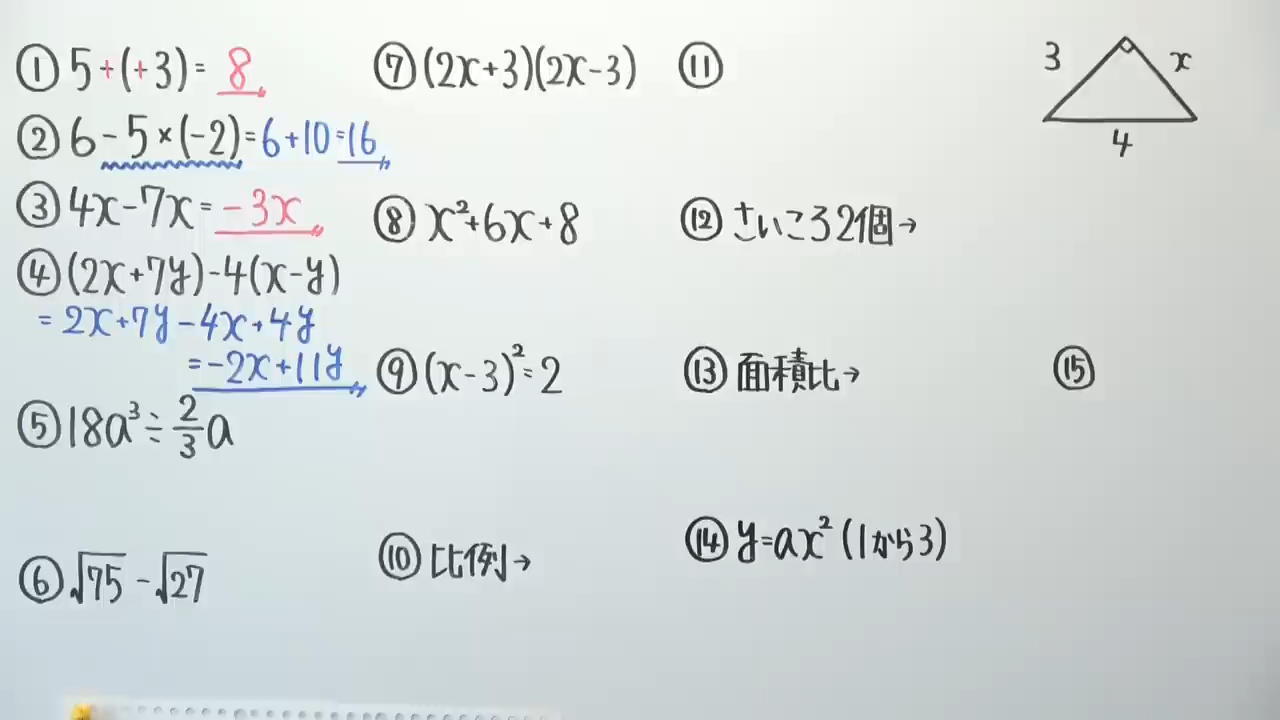 ① 5+(+3)= 8
② 6-5×(-2)=6+10=16
③ 4x-7x=-3x
④ (2x+7y)-4(x-y)
=2x+7y-4x+4y
=-2x+11y
⑤ 18a³÷2/3a
⑥ √75-√27
⑦ (2x+3)(2x-3)
⑧ x²+6x+8
⑨ (x-3)²=2
⑩ 比例→
⑪
⑫ さいころ2個→
⑬ 面積比→
⑭ y=ax² (1から3)
3 x
4
⑮